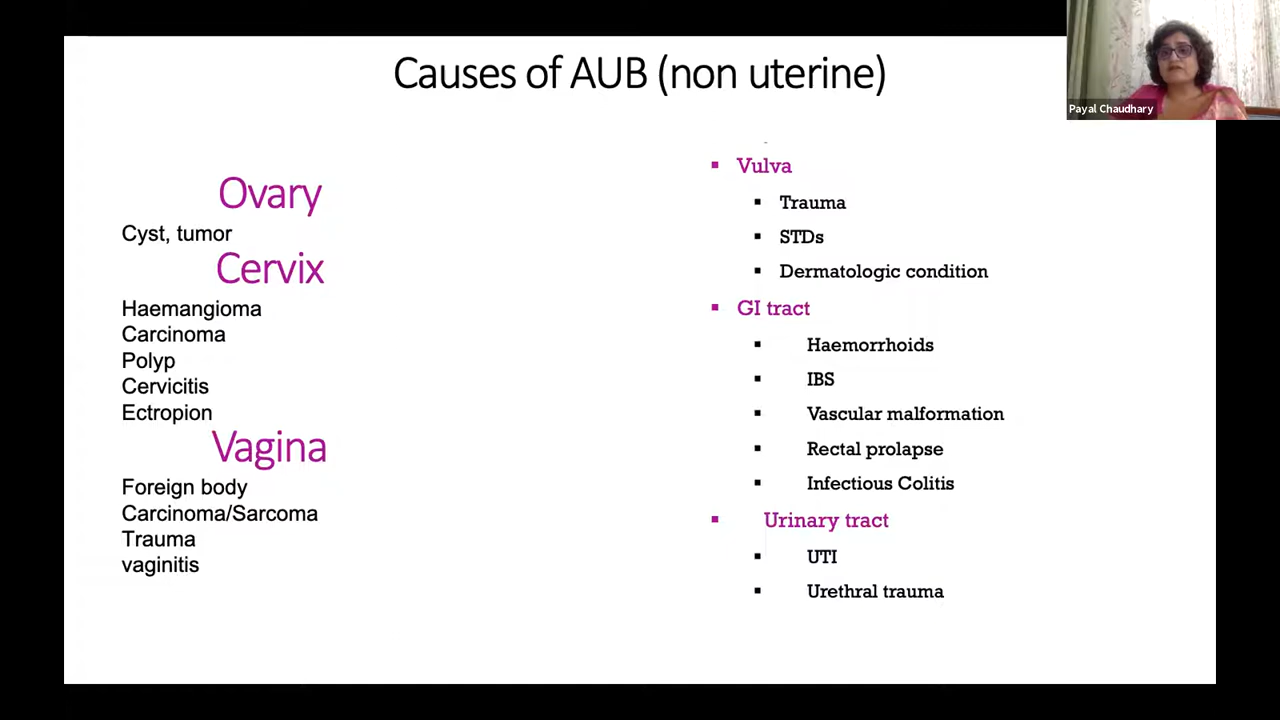 Causes of AUB (non uterine)
Payal Chaudhary
Ovary
Cyst, tumor
Cervix
Haemangioma
Carcinoma
Polyp
Cervicitis
Ectropion
Vagina
Foreign body
Carcinoma/Sarcoma
Trauma
vaginitis
▪ Vulva
▪ Trauma
▪ STDs
▪ Dermatologic condition
▪ GI tract
▪ Haemorrhoids
▪ IBS
▪ Vascular malformation
▪ Rectal prolapse
▪ Infectious Colitis
▪ Urinary tract
▪ UTI
▪ Urethral trauma